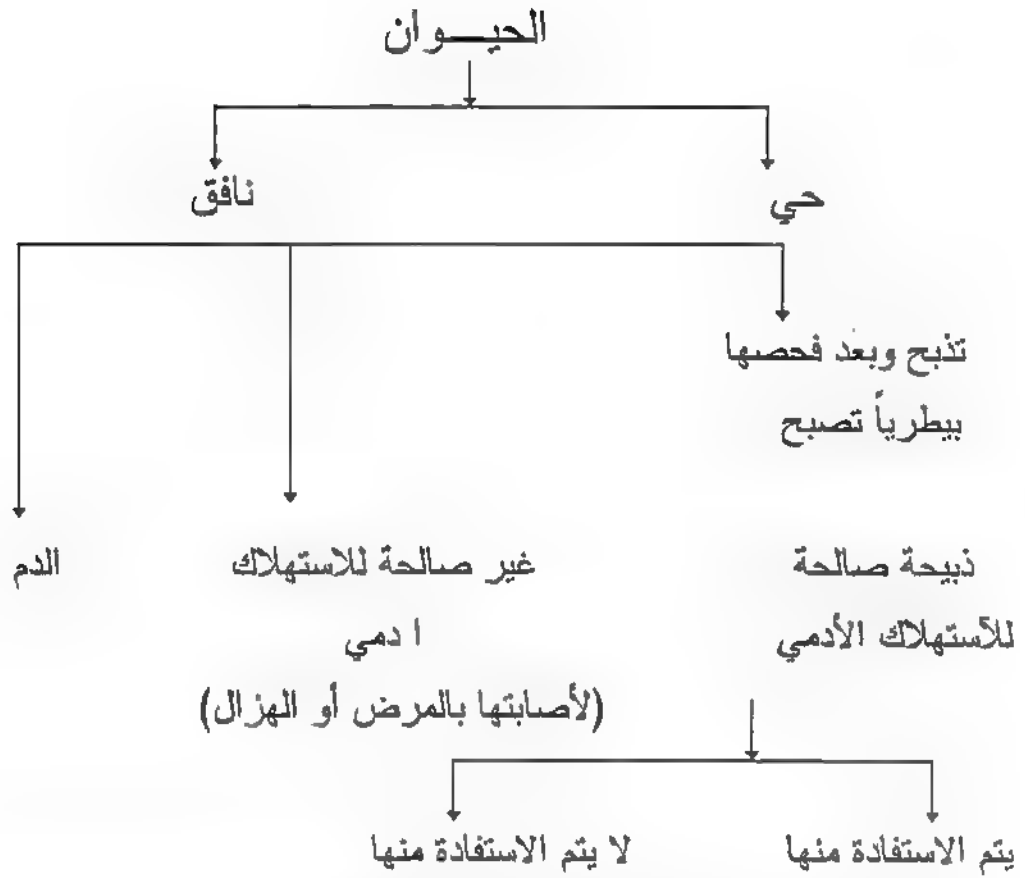 الحيـــوان
حي
نافق
تذبح وبعد فحصها
بيطرياً تصبح
ذبيحة صالحة
للأستهلاك الأدمي
غير صالحة للاستهلاك
ا دمي
(لأصابتها بالمرض أو الهزال)
الدم
يتم الاستفادة منها
لا يتم الاستفادة منها